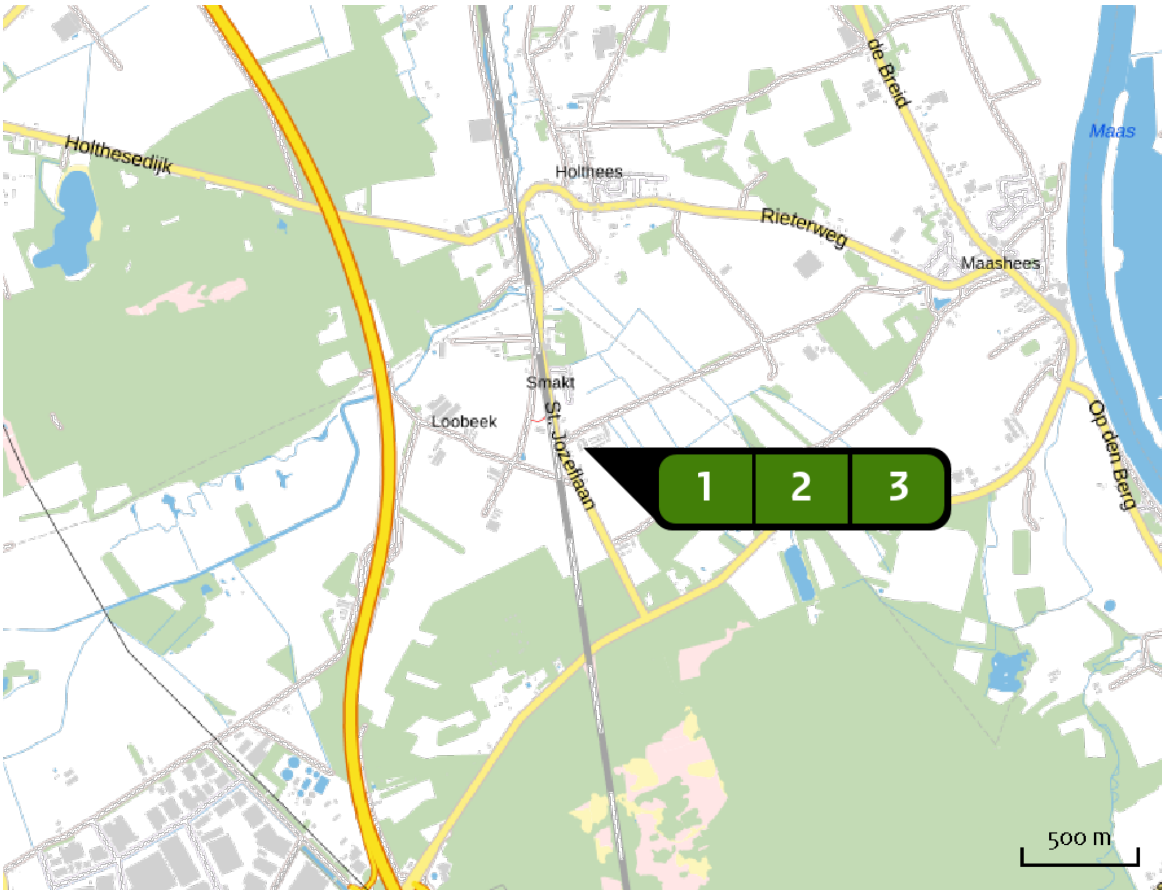 de Breid
Maas
Holthesedijk
Holthees
Rieterweg
Maashees
Smakt
Loobeek
St. Jozeflaan
Op den Berg
1 2 3
500 m